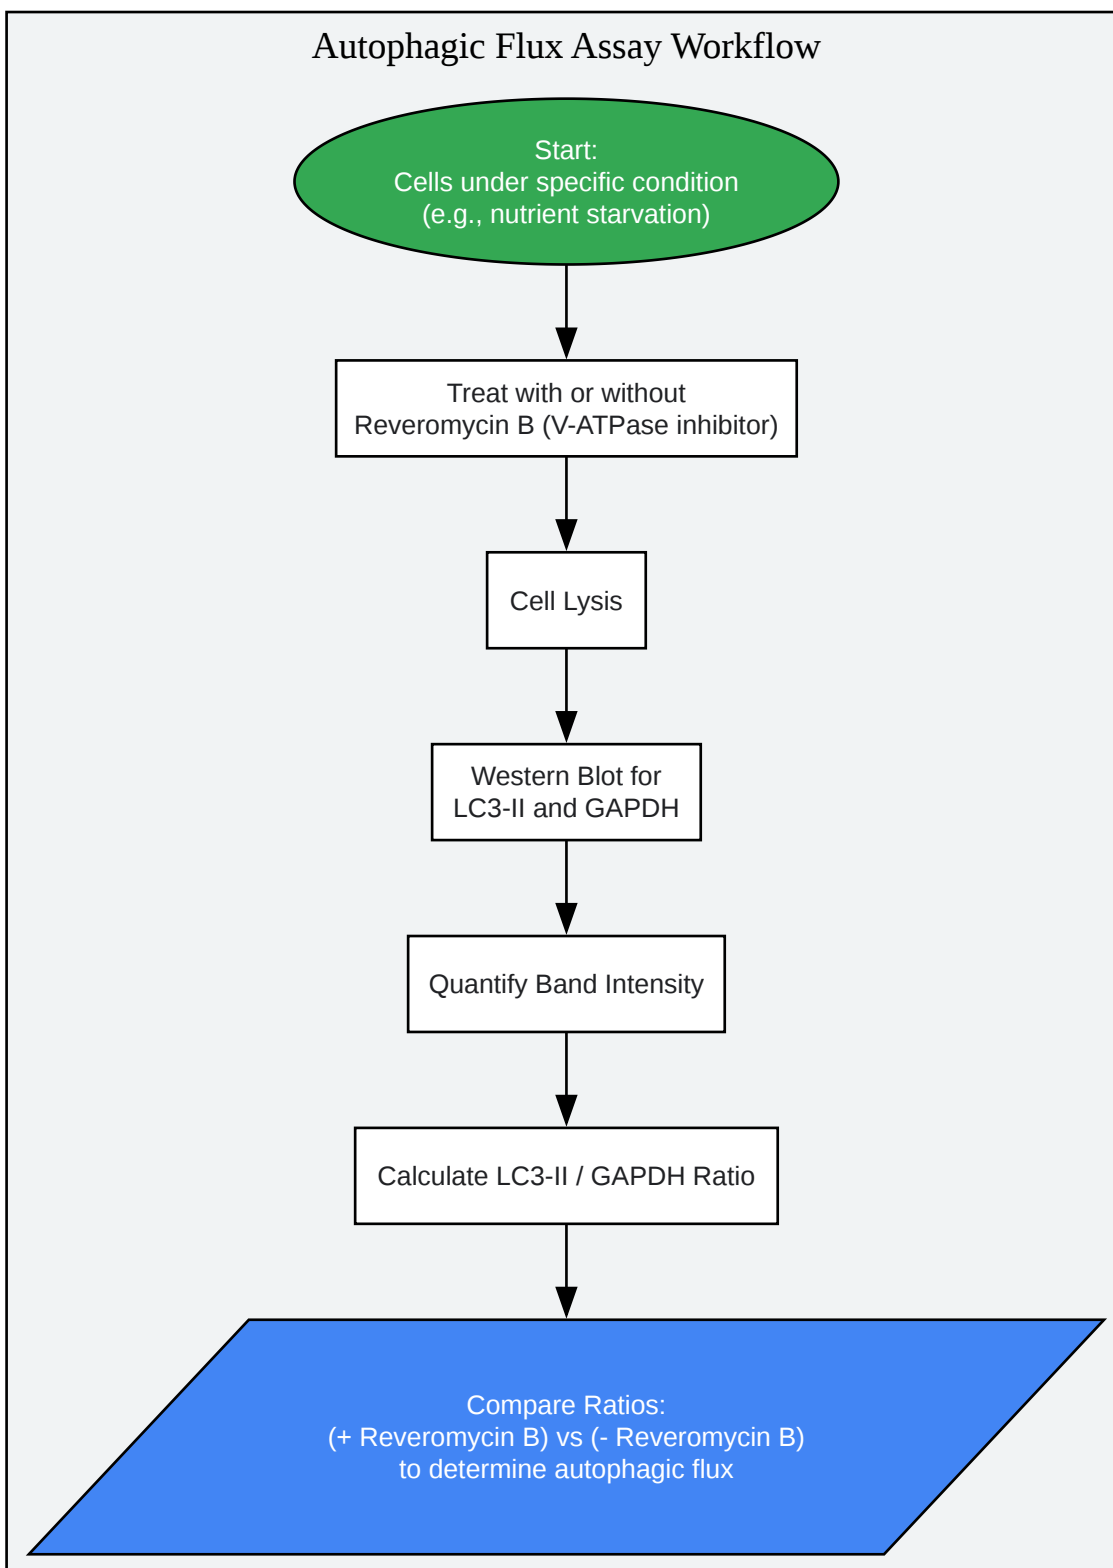 Autophagic Flux Assay Workflow
Start:
Cells under specific condition
(e.g., nutrient starvation)
Treat with or without
Reveromycin B (V-ATPase inhibitor)
Cell Lysis
Western Blot for
LC3-II and GAPDH
Quantify Band Intensity
Calculate LC3-II / GAPDH Ratio
Compare Ratios:
(+ Reveromycin B) vs (- Reveromycin B)
to determine autophagic flux